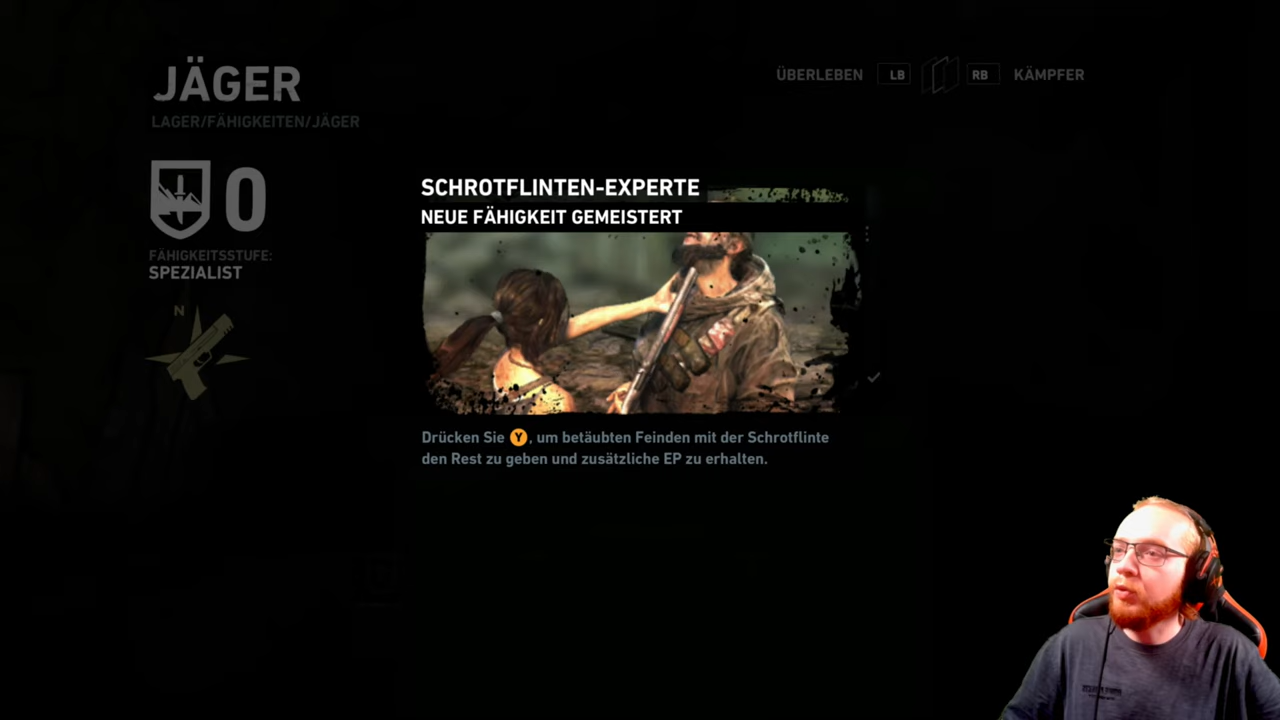 JÄGER
LAGER/FÄHIGKEITEN/JÄGER
ÜBERLEBEN LB RB KÄMPFER
0
FÄHIGKEITSSTUFE:
SPEZIALIST
N
SCHROTFLINTEN-EXPERTE
NEUE FÄHIGKEIT GEMEISTERT
Drücken Sie Y, um betäubten Feinden mit der Schrotflinte
den Rest zu geben und zusätzliche EP zu erhalten.